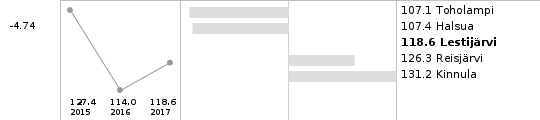 -4.74
127.4 114.0 118.6
2015 2016 2017
107.1 Toholampi
107.4 Halsua
118.6 Lestijärvi
126.3 Reisjärvi
131.2 Kinnula